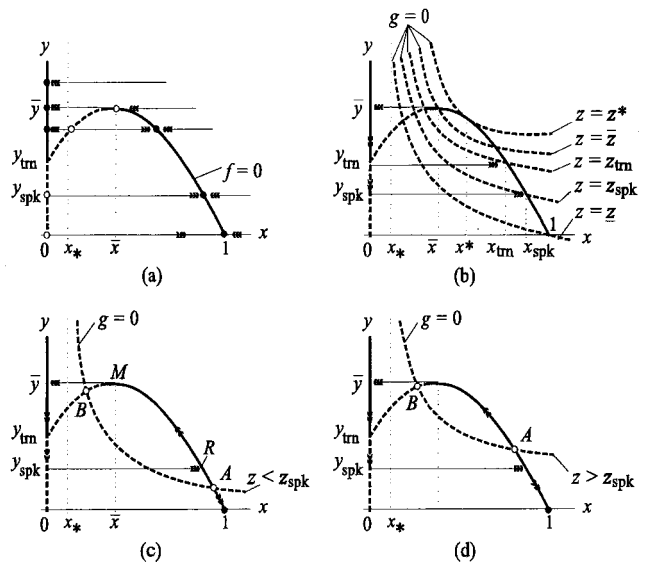 y
ȳ
y_trn
y_spk
f = 0
0
x_*
x̄
1
x
(a)
g = 0
y
ȳ
y_trn
y_spk
z = z*
z = z̄
z = z_trn
z = z_spk
z = z̲
0
x_*
x̄
x*
x_trn
x_spk
1
x
(b)
y
g = 0
ȳ
M
B
y_trn
y_spk
R
A
z < z_spk
0
x_*
x̄
1
x
(c)
y
g = 0
ȳ
B
y_trn
y_spk
A
z > z_spk
0
x_*
1
x
(d)